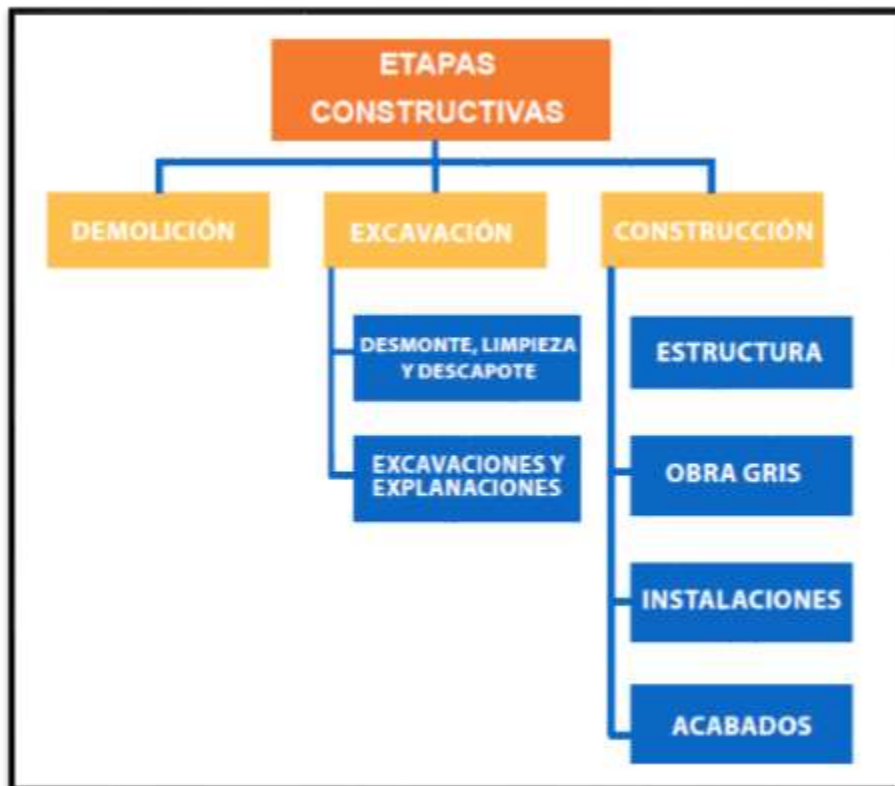 ETAPAS
CONSTRUCTIVAS
DEMOLICIÓN
EXCAVACIÓN
CONSTRUCCIÓN
DESMONTE, LIMPIEZA
Y DESCAPOTE
EXCAVACIONES Y
EXPLANACIONES
ESTRUCTURA
OBRA GRIS
INSTALACIONES
ACABADOS